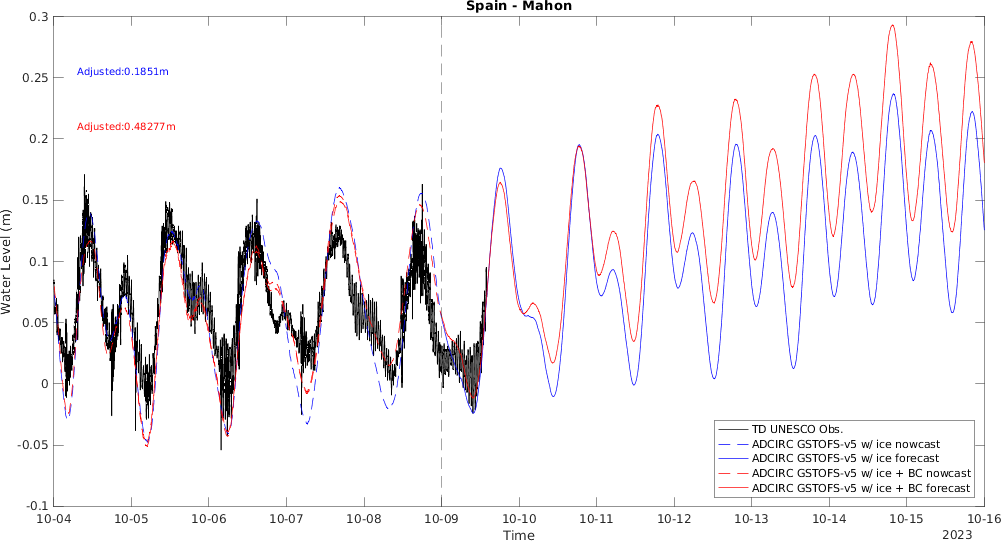 Spain - Mahon
0.3
0.25
0.2
0.15
0.1
0.05
0
-0.05
-0.1
Water Level (m)
Adjusted:0.1851m
Adjusted:0.48277m
TD UNESCO Obs.
ADCIRC GSTOFS-v5 w/ ice nowcast
ADCIRC GSTOFS-v5 w/ ice forecast
ADCIRC GSTOFS-v5 w/ ice + BC nowcast
ADCIRC GSTOFS-v5 w/ ice + BC forecast
10-04 10-05 10-06 10-07 10-08 10-09 10-10 10-11 10-12 10-13 10-14 10-15 10-16
Time
2023